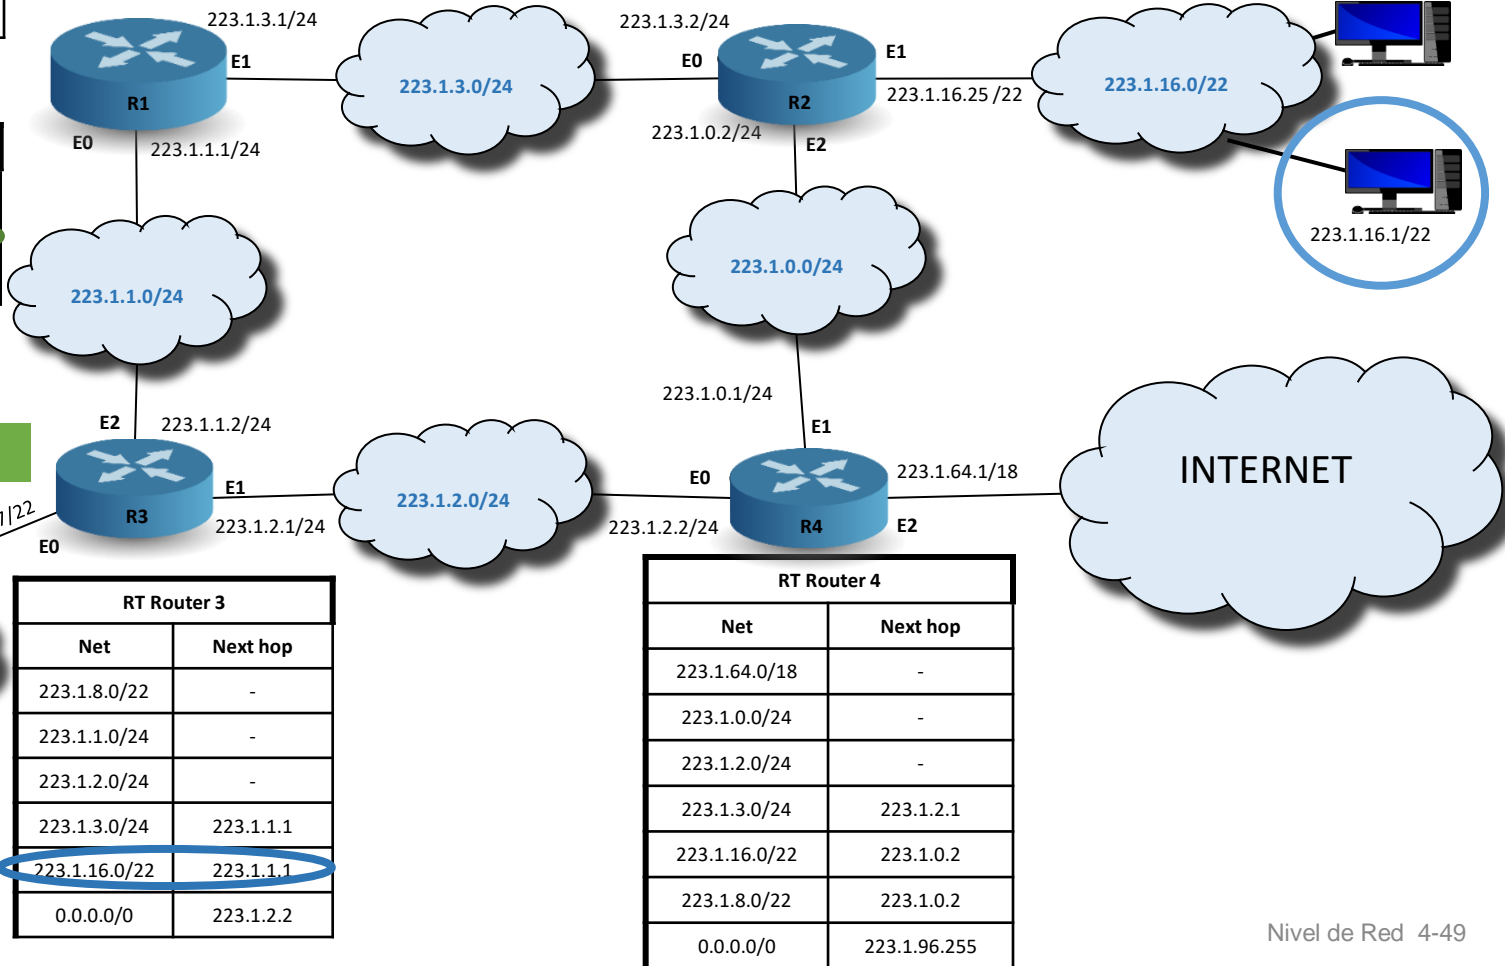 223.1.3.1/24
223.1.3.2/24
E1
E0
E1
223.1.3.0/24
223.1.16.0/22
R1
R2
223.1.16.25 /22
E0
223.1.1.1/24
223.1.0.2/24
E2
223.1.16.1/22
223.1.1.0/24
223.1.0.0/24
223.1.0.1/24
E2
223.1.1.2/24
E1
INTERNET
E1
E0
223.1.64.1/18
223.1.2.0/24
/22
R3
223.1.2.1/24
223.1.2.2/24
R4
E2
E0
RT Router 3
Net Next hop
223.1.8.0/22 -
223.1.1.0/24 -
223.1.2.0/24 -
223.1.3.0/24 223.1.1.1
223.1.16.0/22 223.1.1.1
0.0.0.0/0 223.1.2.2
RT Router 4
Net Next hop
223.1.64.0/18 -
223.1.0.0/24 -
223.1.2.0/24 -
223.1.3.0/24 223.1.2.1
223.1.16.0/22 223.1.0.2
223.1.8.0/22 223.1.0.2
0.0.0.0/0 223.1.96.255
Nivel de Red 4-49